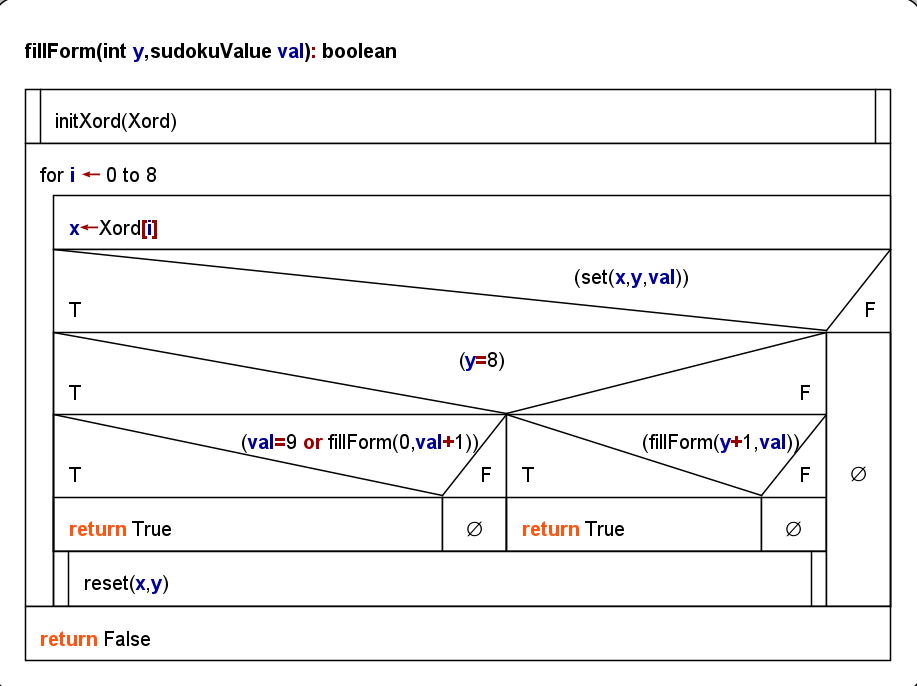 fillForm(int y,sudokuValue val): boolean
initXord(Xord)
for i ← 0 to 8
x←Xord[i]
(set(x,y,val))
T F
(y=8)
T F
(val=9 or fillForm(0,val+1)) (fillForm(y+1,val))
T F T F
∅
return True ∅ return True ∅
reset(x,y)
return False